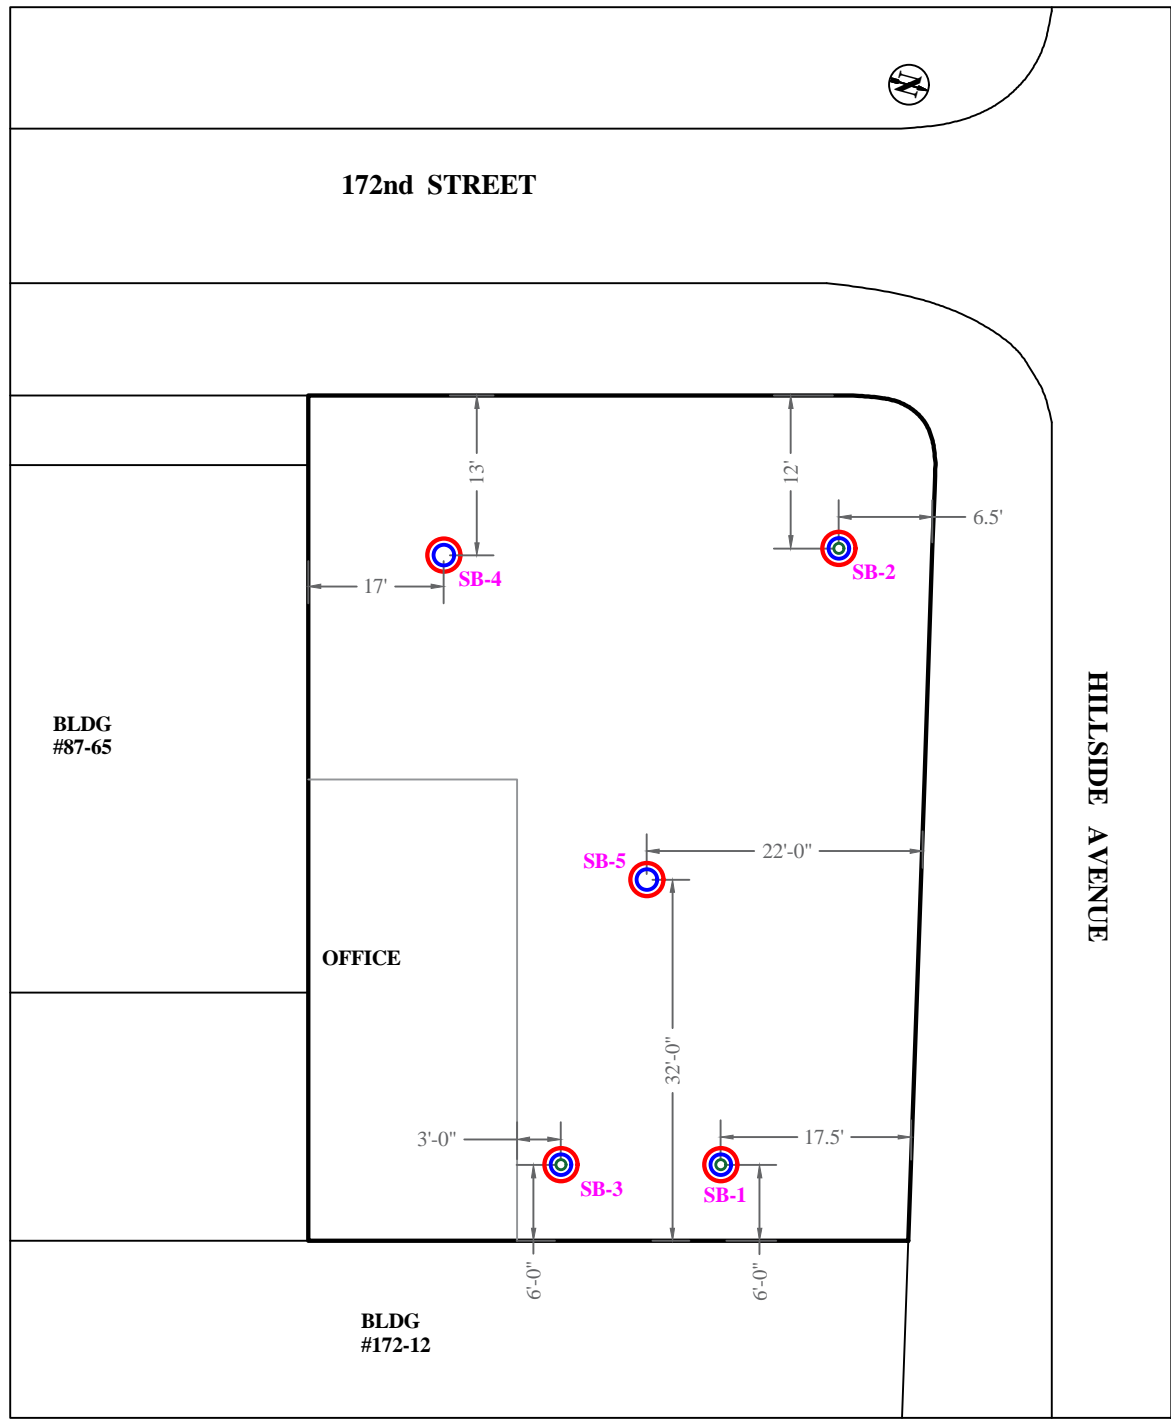 N
172nd STREET
13'
12'
6.5'
SB-4
SB-2
17'
BLDG
#87-65
HILLSIDE AVENUE
SB-5
22'-0"
OFFICE
32'-0"
3'-0"
17.5'
SB-3
SB-1
6'-0"
6'-0"
BLDG
#172-12